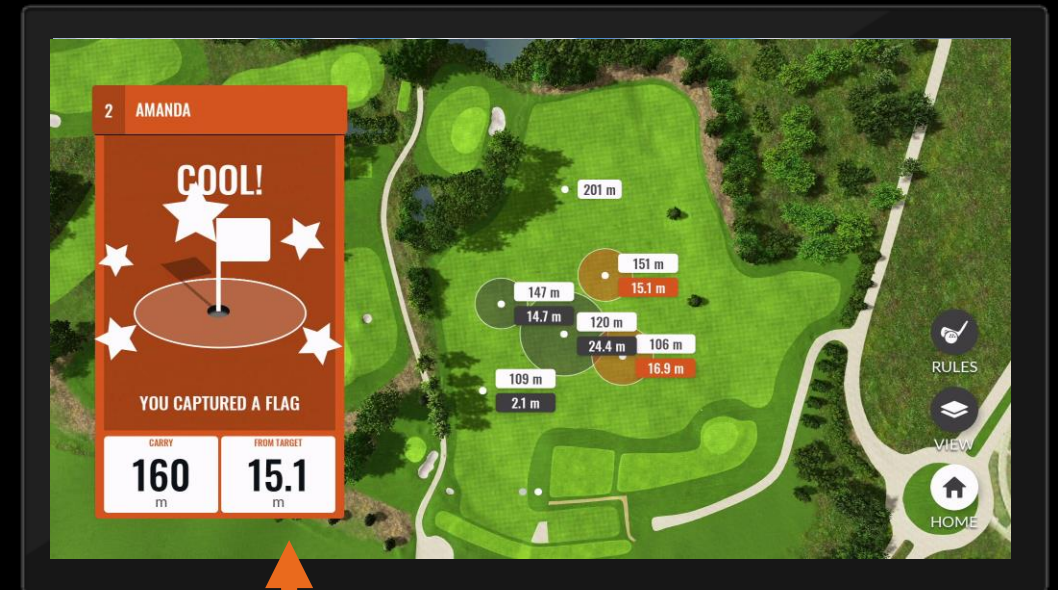 2 AMANDA
COOL!
YOU CAPTURED A FLAG
CARRY
160
m
FROM TARGET
15.1
m
201 m
151 m
15.1 m
147 m
14.7 m
120 m
24.4 m
106 m
16.9 m
109 m
2.1 m
RULES
VIEW
HOME